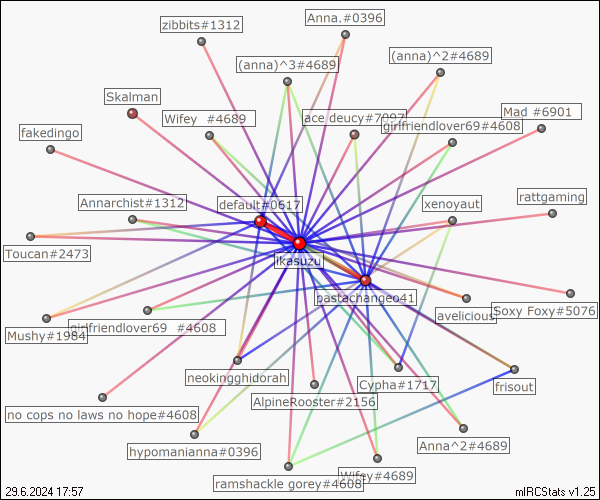 Anna.#0396
zibbits#1312
(anna)^2#4689
(anna)^3#4689
Skalman
Mad #6901
ace deucy#7097
Wifey #4689
girlfriendlover69#4608
fakedingo
rattgaming
Annarchist#1312
default#0617
xenoyaut
Toucan#2473
ikasuzu
pastachangeo41
Soxy Foxy#5076
avelicious
girlfriendlover69 #4608
Mushy#1984
neokingghidorah
Cypha#1717
frisout
AlpineRooster#2156
no cops no laws no hope#4608
Anna^2#4689
hypomanianna#0396
Wifey#4689
ramshackle gorey#4608
29.6.2024 17:57
mIRCStats v1.25